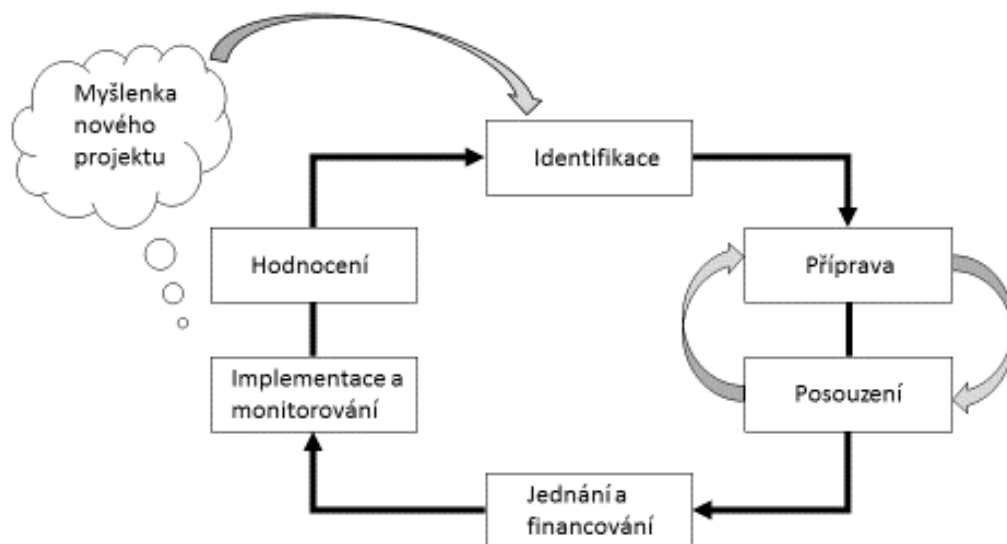 Myšlenka
nového
projektu
Identifikace
Hodnocení
Příprava
Implementace a
monitorování
Posouzení
Jednání a
financování